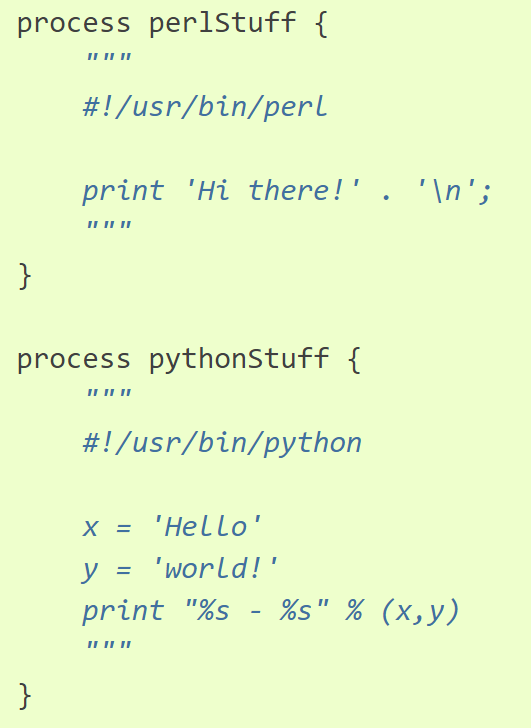 process perlStuff {
    """
    #!/usr/bin/perl

    print 'Hi there!' . '\n';
    """
}

process pythonStuff {
    """
    #!/usr/bin/python

    x = 'Hello'
    y = 'world!'
    print "%s - %s" % (x,y)
    """
}